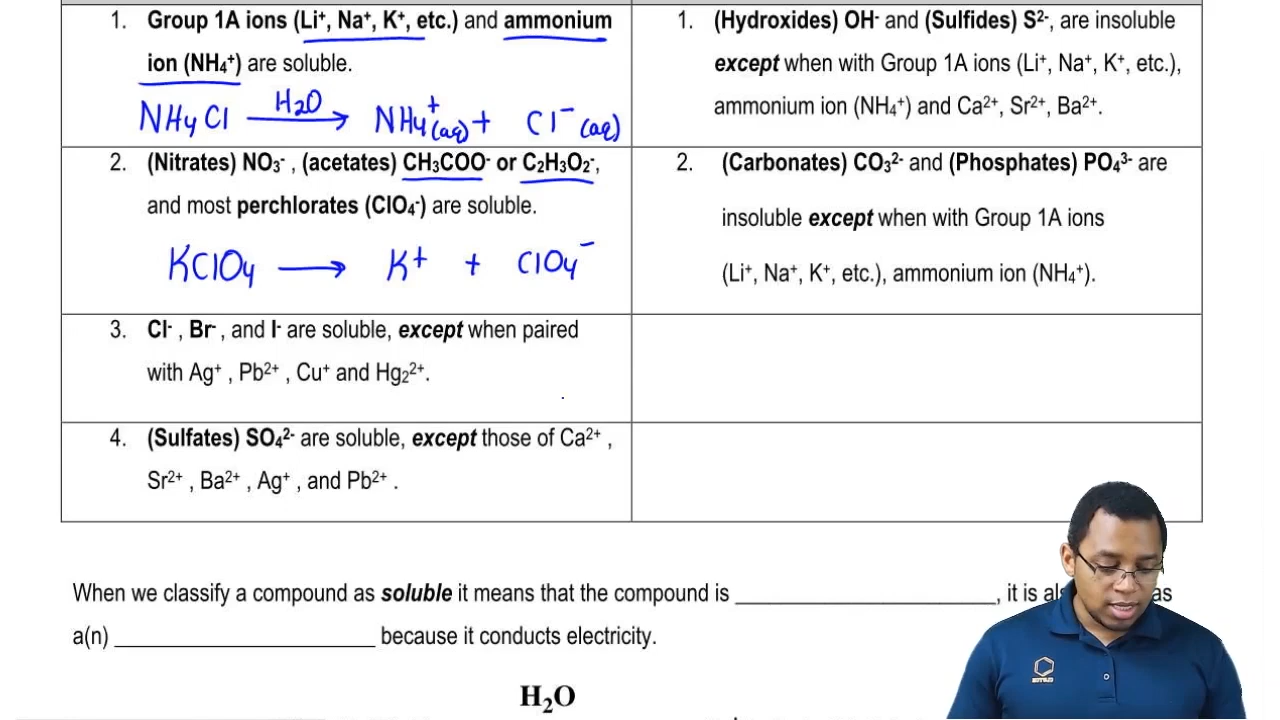 1. Group 1A ions (Li⁺, Na⁺, K⁺, etc.) and ammonium
ion (NH₄⁺) are soluble.
NH4Cl H2O → NH4⁺(aq) + Cl⁻(aq)
2. (Nitrates) NO₃⁻ , (acetates) CH₃COO⁻ or C₂H₃O₂⁻,
and most perchlorates (ClO₄⁻) are soluble.
KClO4 → K⁺ + ClO4⁻
3. Cl⁻ , Br⁻ , and I⁻ are soluble, except when paired
with Ag⁺ , Pb²⁺ , Cu⁺ and Hg₂²⁺.
4. (Sulfates) SO₄²⁻ are soluble, except those of Ca²⁺ ,
Sr²⁺ , Ba²⁺ , Ag⁺ , and Pb²⁺ .
1. (Hydroxides) OH⁻ and (Sulfides) S²⁻, are insoluble
except when with Group 1A ions (Li⁺, Na⁺, K⁺, etc.),
ammonium ion (NH₄⁺) and Ca²⁺, Sr²⁺, Ba²⁺.
2. (Carbonates) CO₃²⁻ and (Phosphates) PO₄³⁻ are
insoluble except when with Group 1A ions
(Li⁺, Na⁺, K⁺, etc.), ammonium ion (NH₄⁺).
When we classify a compound as soluble it means that the compound is ____________________, it is as
a(n) ____________________ because it conducts electricity.
H₂O